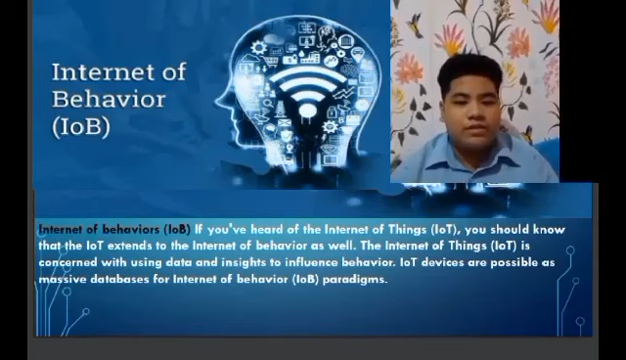 Internet of
Behavior
(IoB)
Internet of behaviors (IoB) If you've heard of the Internet of Things (IoT), you should know
that the IoT extends to the Internet of behavior as well. The Internet of Things (IoT) is
concerned with using data and insights to influence behavior. IoT devices are possible as
massive databases for Internet of behavior (IoB) paradigms.